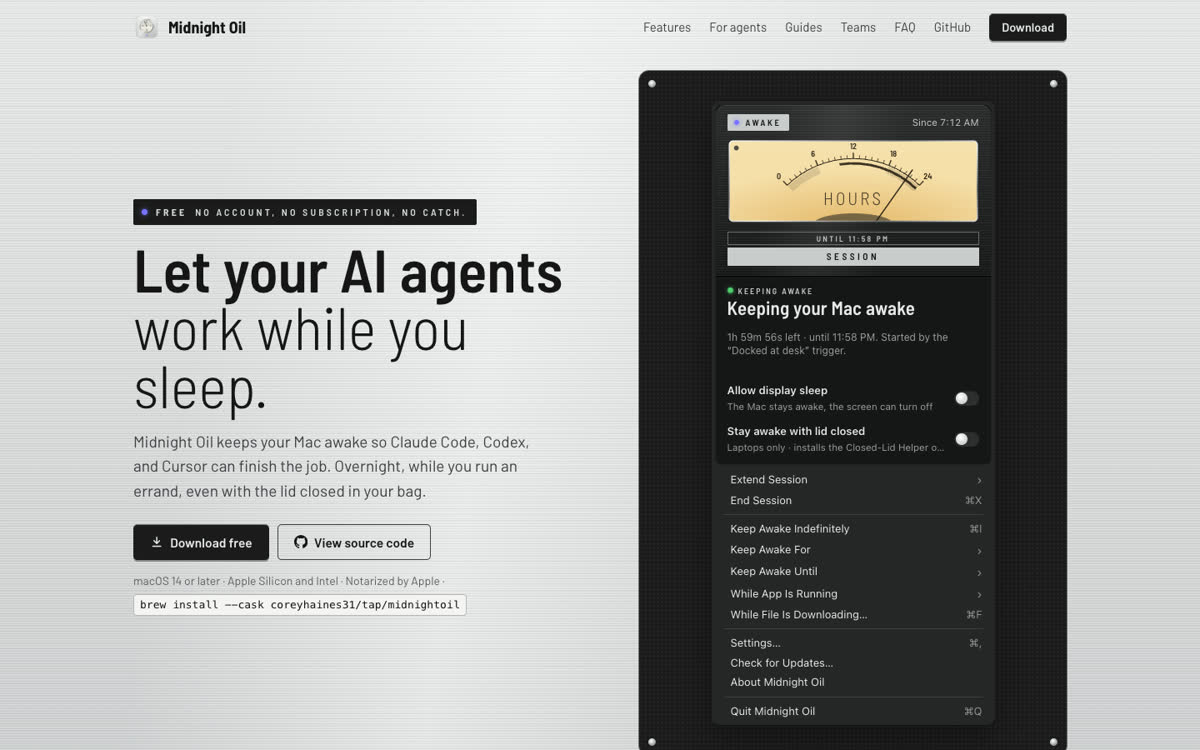 Midnight Oil
Features
For agents
Guides
Teams
FAQ
GitHub
Download
FREE NO ACCOUNT, NO SUBSCRIPTION, NO CATCH.
Let your AI agents
work while you
sleep.
Midnight Oil keeps your Mac awake so Claude Code, Codex,
and Cursor can finish the job. Overnight, while you run an
errand, even with the lid closed in your bag.
Download free
View source code
macOS 14 or later · Apple Silicon and Intel · Notarized by Apple ·
brew install --cask coreyhaines31/tap/midnightoil
AWAKE
Since 7:12 AM
0 6 12 18 24
HOURS
UNTIL 11:58 PM
SESSION
KEEPING AWAKE
Keeping your Mac awake
1h 59m 56s left · until 11:58 PM. Started by the
"Docked at desk" trigger.
Allow display sleep
The Mac stays awake, the screen can turn off
Stay awake with lid closed
Laptops only · installs the Closed-Lid Helper o...
Extend Session ›
End Session ⌘X
Keep Awake Indefinitely ⌘I
Keep Awake For ›
Keep Awake Until ›
While App Is Running ›
While File Is Downloading... ⌘F
Settings... ⌘,
Check for Updates...
About Midnight Oil
Quit Midnight Oil ⌘Q